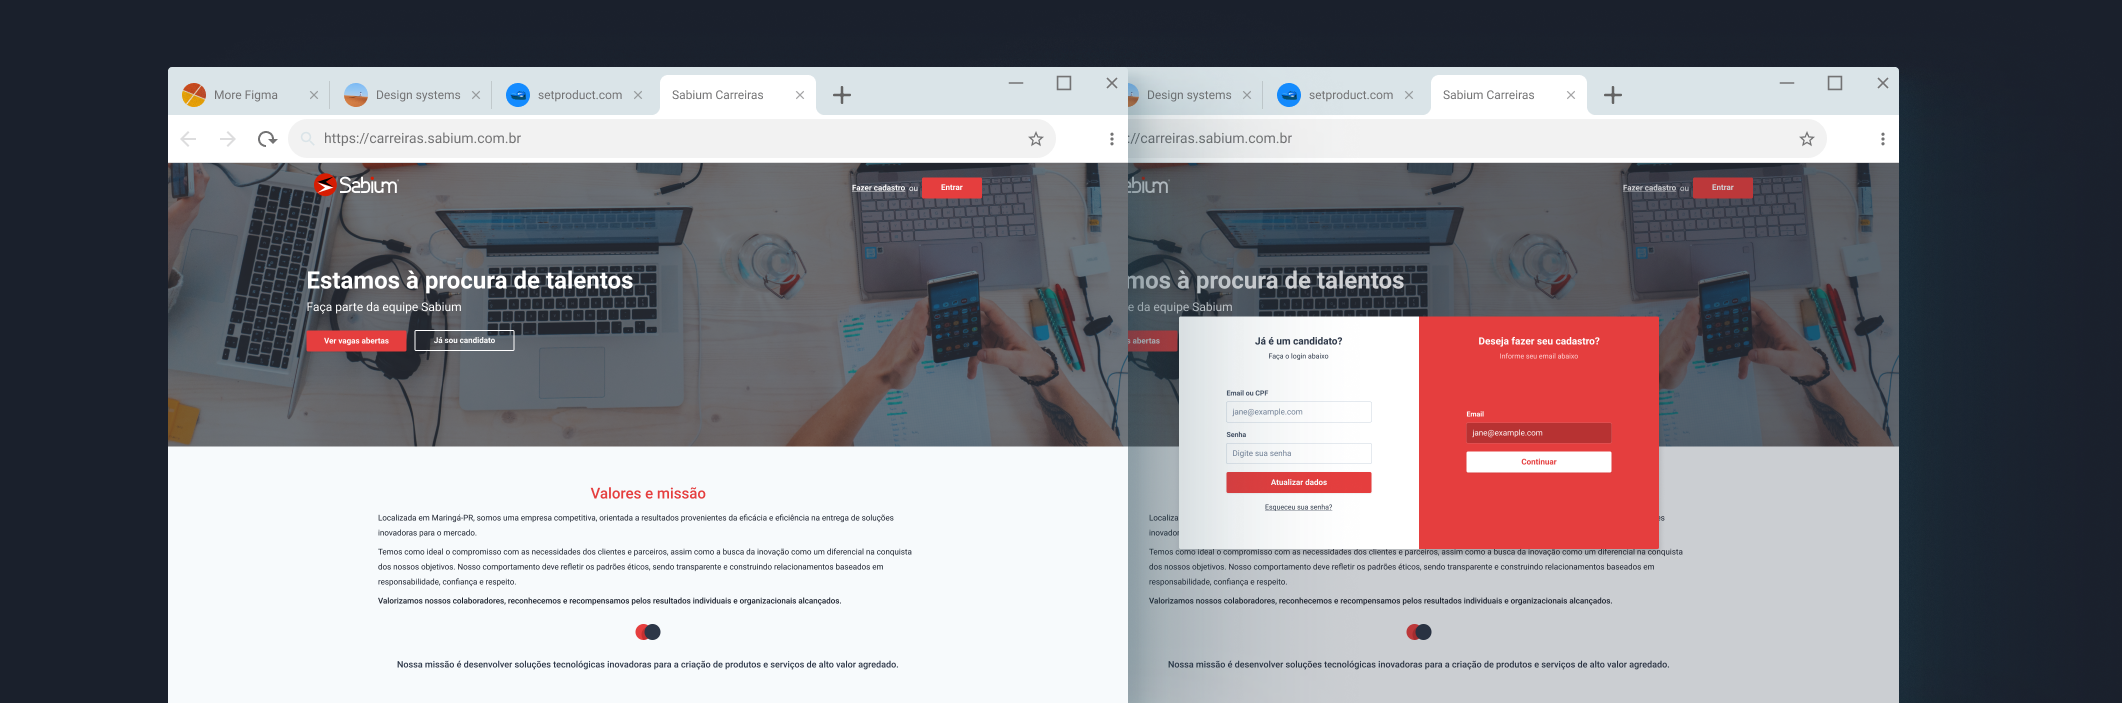 More Figma
Design systems
setproduct.com
Sabium Carreiras
https://carreiras.sabium.com.br
Sabium
Fazer cadastro ou Entrar
Estamos à procura de talentos
Faça parte da equipe Sabium
Ver vagas abertas
Já sou candidato
Valores e missão
Localizada em Maringá-PR, somos uma empresa competitiva, orientada a resultados provenientes da eficácia e eficiência na entrega de soluções
inovadoras para o mercado.
Temos como ideal o compromisso com as necessidades dos clientes e parceiros, assim como a busca da inovação como um diferencial na conquista
dos nossos objetivos. Nosso comportamento deve refletir os padrões éticos, sendo transparente e construindo relacionamentos baseados em
responsabilidade, confiança e respeito.
Valorizamos nossos colaboradores, reconhecemos e recompensamos pelos resultados individuais e organizacionais alcançados.
Nossa missão é desenvolver soluções tecnológicas inovadoras para a criação de produtos e serviços de alto valor agredado.
Design systems
setproduct.com
Sabium Carreiras
://carreiras.sabium.com.br
abium
Fazer cadastro ou Entrar
mos à procura de talentos
e da equipe Sabium
abertas
Já é um candidato?
Faça o login abaixo
Email ou CPF
jane@example.com
Senha
Digite sua senha
Atualizar dados
Esqueceu sua senha?
Deseja fazer seu cadastro?
Informe seu email abaixo
Email
jane@example.com
Continuar
Localiza es
inovador
Temos como ideal o compromisso com as necessidades dos clientes e parceiros, assim como a busca da inovação como um diferencial na conquista
dos nossos objetivos. Nosso comportamento deve refletir os padrões éticos, sendo transparente e construindo relacionamentos baseados em
responsabilidade, confiança e respeito.
Valorizamos nossos colaboradores, reconhecemos e recompensamos pelos resultados individuais e organizacionais alcançados.
Nossa missão é desenvolver soluções tecnológicas inovadoras para a criação de produtos e serviços de alto valor agredado.